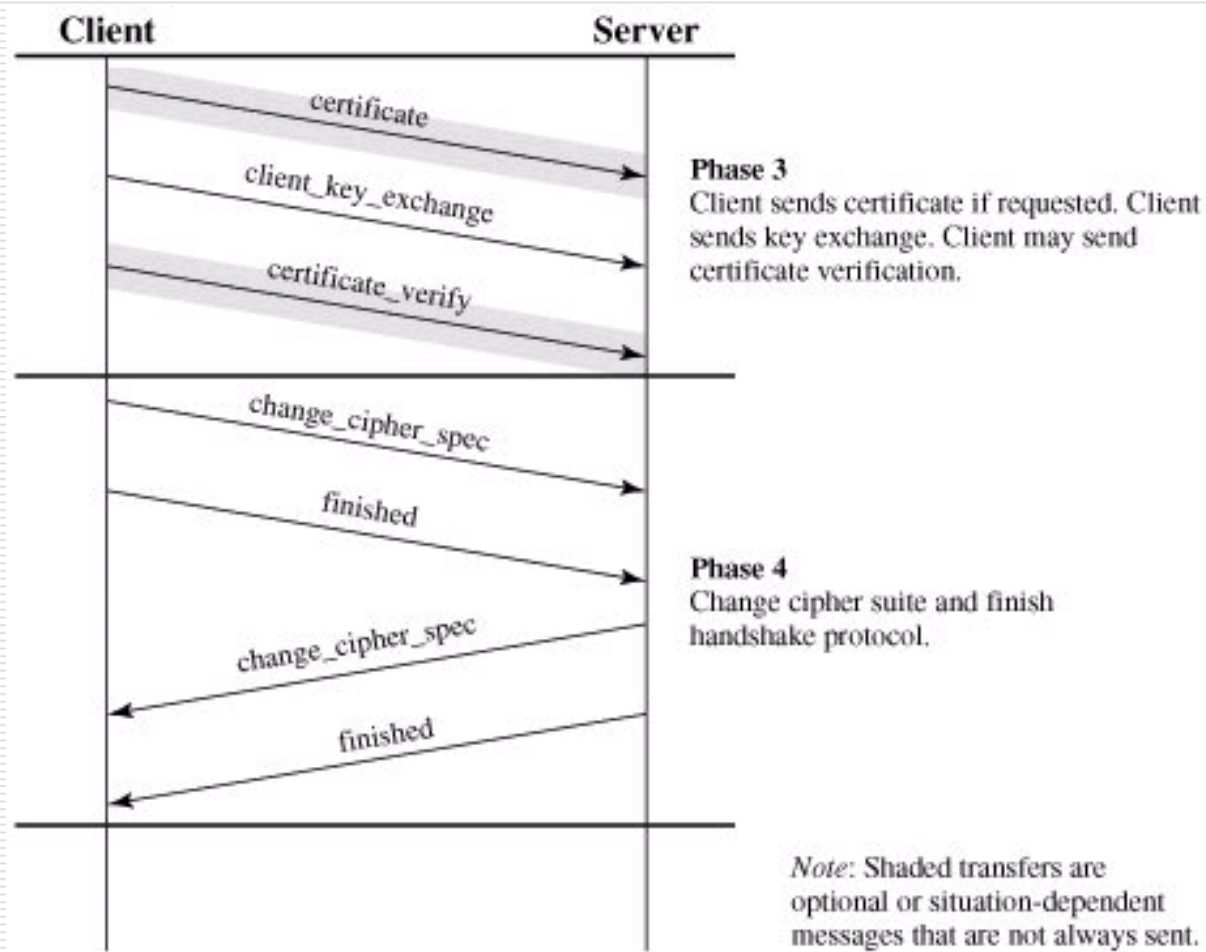 Client Server
certificate
client_key_exchange
certificate_verify
Phase 3
Client sends certificate if requested. Client
sends key exchange. Client may send
certificate verification.
change_cipher_spec
finished
change_cipher_spec
finished
Phase 4
Change cipher suite and finish
handshake protocol.
Note: Shaded transfers are
optional or situation-dependent
messages that are not always sent.